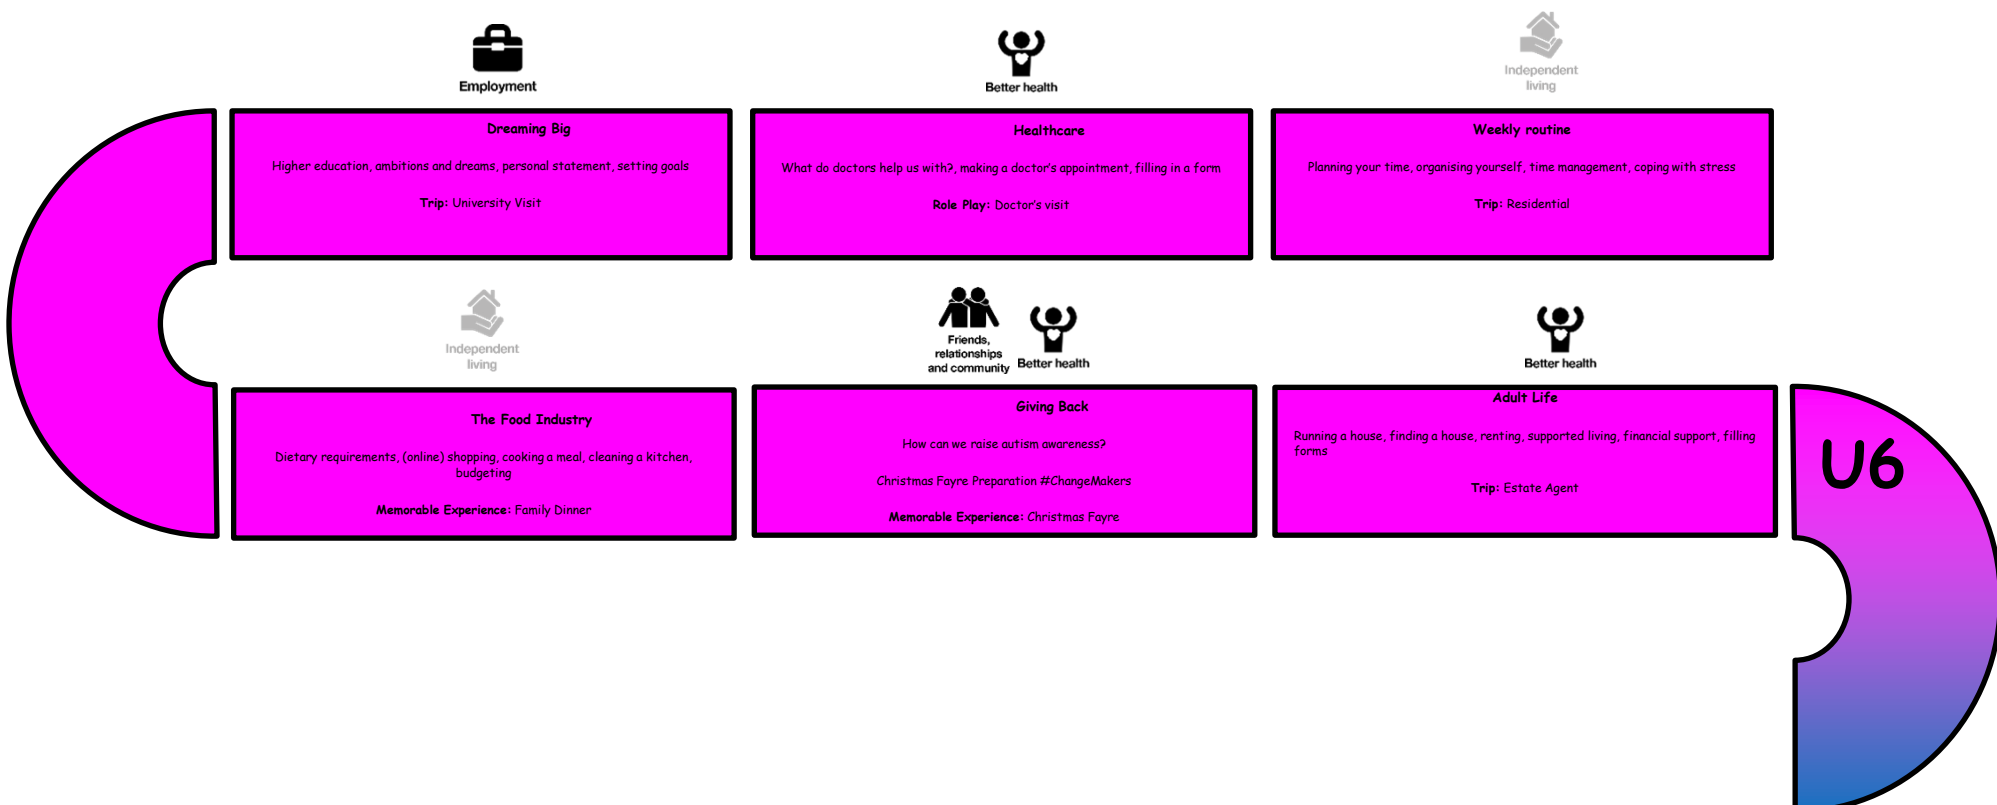 Employment
Better health
Independent
living
Dreaming Big
Higher education, ambitions and dreams, personal statement, setting goals
Trip: University Visit
Healthcare
What do doctors help us with?, making a doctor's appointment, filling in a form
Role Play: Doctor's visit
Weekly routine
Planning your time, organising yourself, time management, coping with stress
Trip: Residential
Independent
living
Friends,
relationships
and community
Better health
Better health
The Food Industry
Dietary requirements, (online) shopping, cooking a meal, cleaning a kitchen,
budgeting
Memorable Experience: Family Dinner
Giving Back
How can we raise autism awareness?
Christmas Fayre Preparation #ChangeMakers
Memorable Experience: Christmas Fayre
Adult Life
Running a house, finding a house, renting, supported living, financial support, filling
forms
Trip: Estate Agent
U6